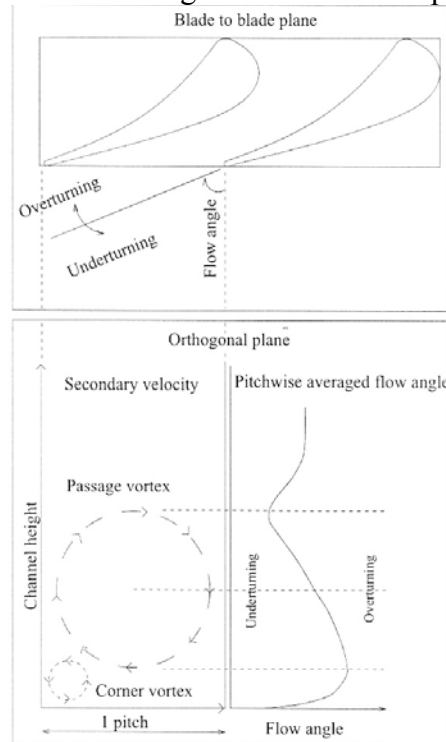 Blade to blade plane
Overturning
Underturning
Flow angle
Orthogonal plane
Secondary velocity
Pitchwise averaged flow angle
Passage vortex
Channel height
Underturning
Overturning
Corner vortex
1 pitch
Flow angle